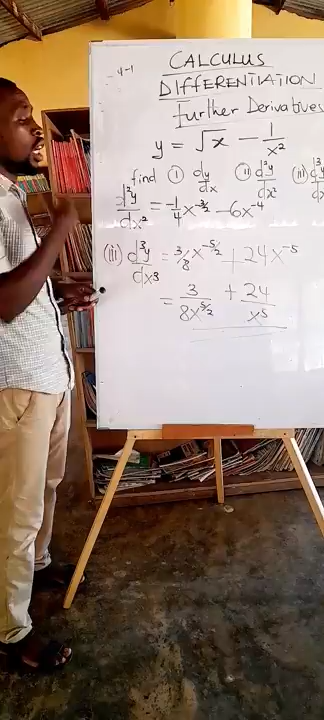 -4-1
CALCULUS
DIFFERENTIATION
further Derivatives
y = √x - 1/x²
find (i) dy/dx (ii) d²y/dx² (iii) d³y/dx
d²y/dx² = -1/4 x^-3/2 - 6x^-4
(iii) d³y/dx³ = 3/8 x^-5/2 + 24x^-5
= 3/8x^5/2 + 24/x⁵